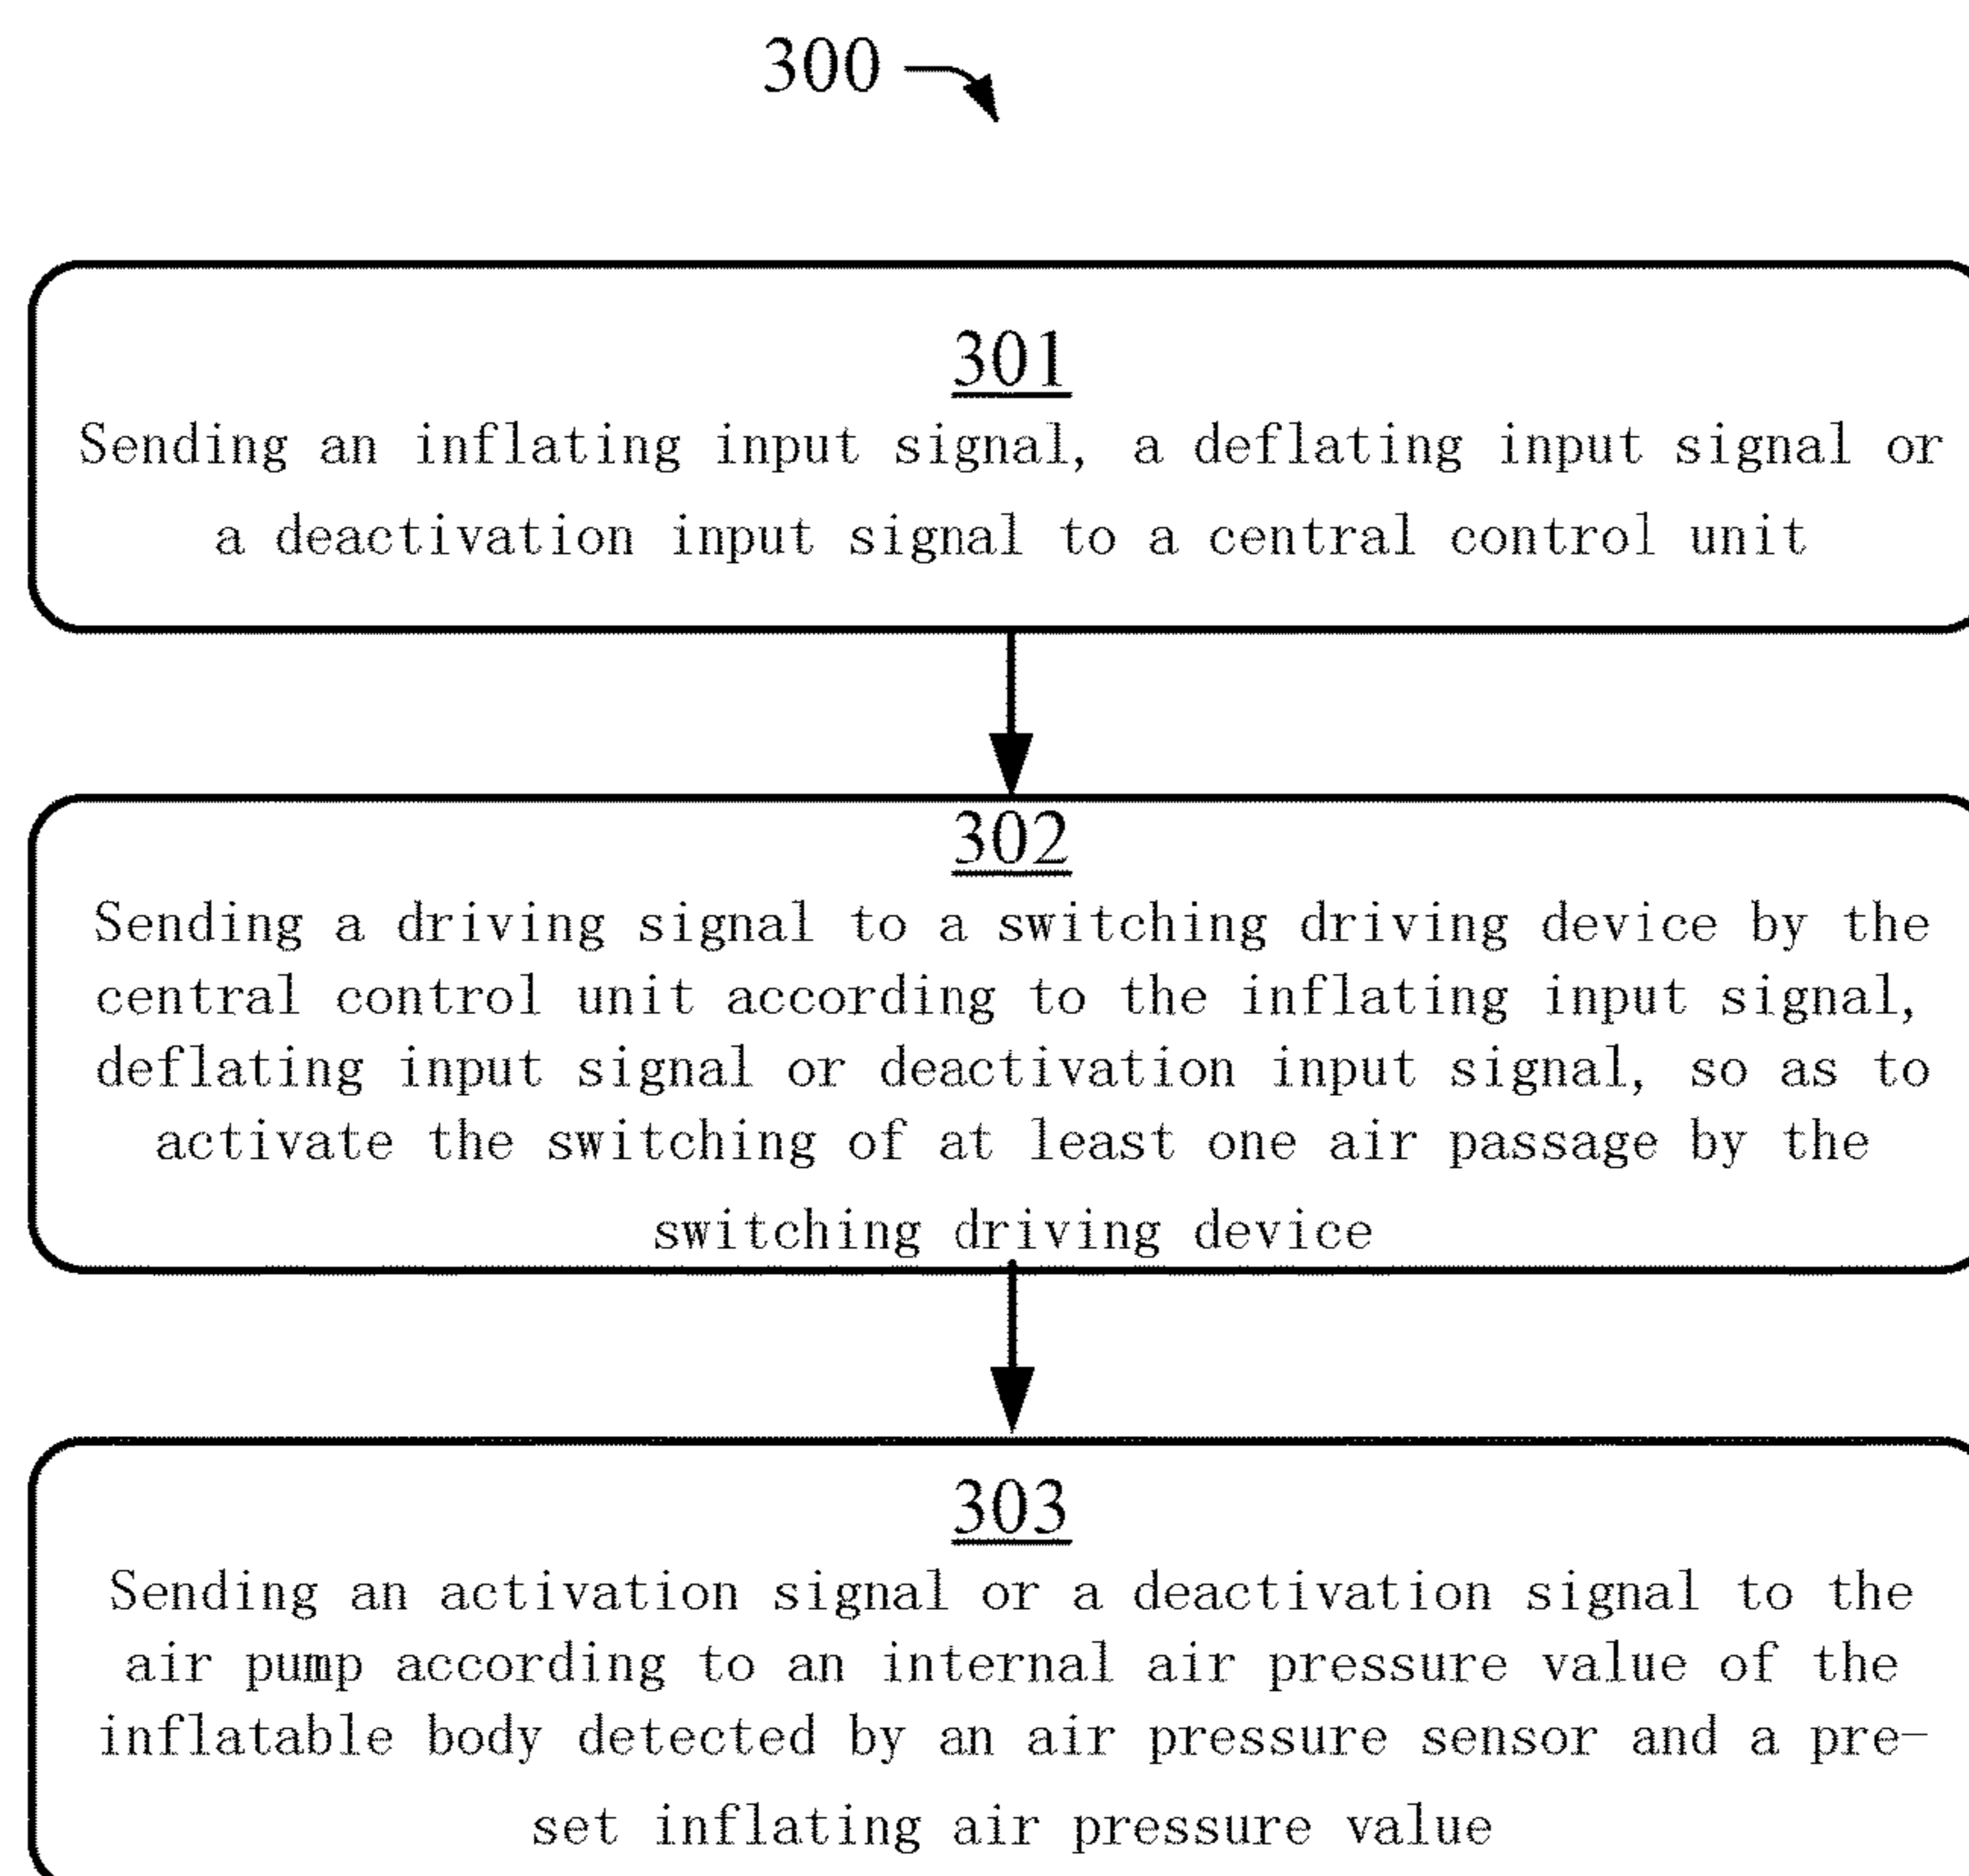 300
301
Sending an inflating input signal, a deflating input signal or
a deactivation input signal to a central control unit
302
Sending a driving signal to a switching driving device by the
central control unit according to the inflating input signal,
deflating input signal or deactivation input signal, so as to
activate the switching of at least one air passage by the
switching driving device
303
Sending an activation signal or a deactivation signal to the
air pump according to an internal air pressure value of the
inflatable body detected by an air pressure sensor and a pre-
set inflating air pressure value